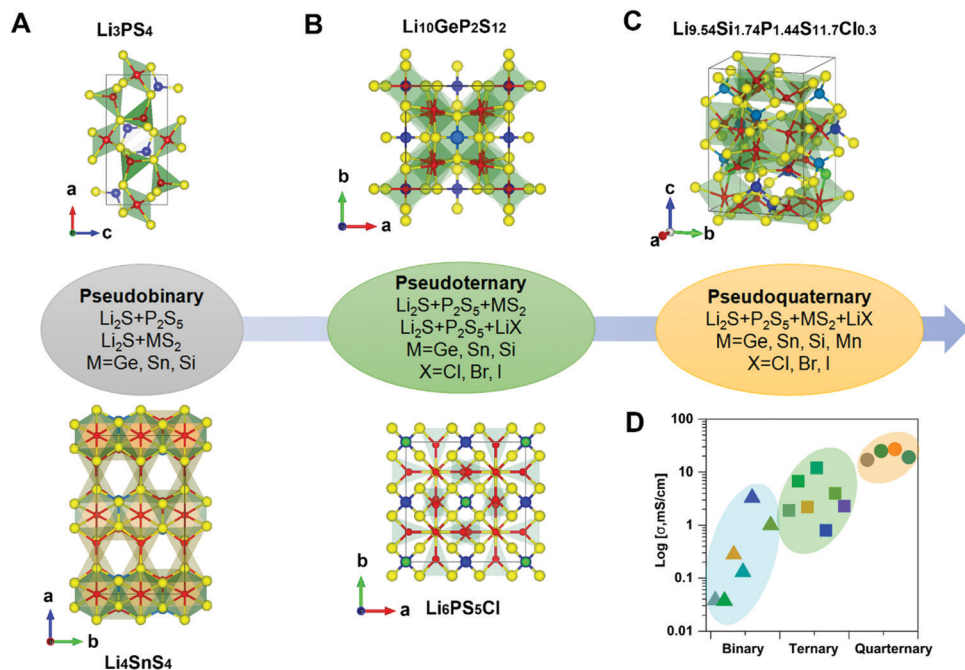 A
Li3PS4
a
c
B
Li10GeP2S12
b
a
C
Li9.54Si1.74P1.44S11.7Cl0.3
c
a
b
Pseudobinary
Li2S+P2S5
Li2S+MS2
M=Ge, Sn, Si
Pseudoternary
Li2S+P2S5+MS2
Li2S+P2S5+LiX
M=Ge, Sn, Si
X=Cl, Br, I
Pseudoquaternary
Li2S+P2S5+MS2+LiX
M=Ge, Sn, Si, Mn
X=Cl, Br, I
a
b
Li4SnS4
b
a
Li6PS5Cl
D
Log [σ,mS/cm]
100
10
1
0.1
0.01
Binary
Ternary
Quarternary